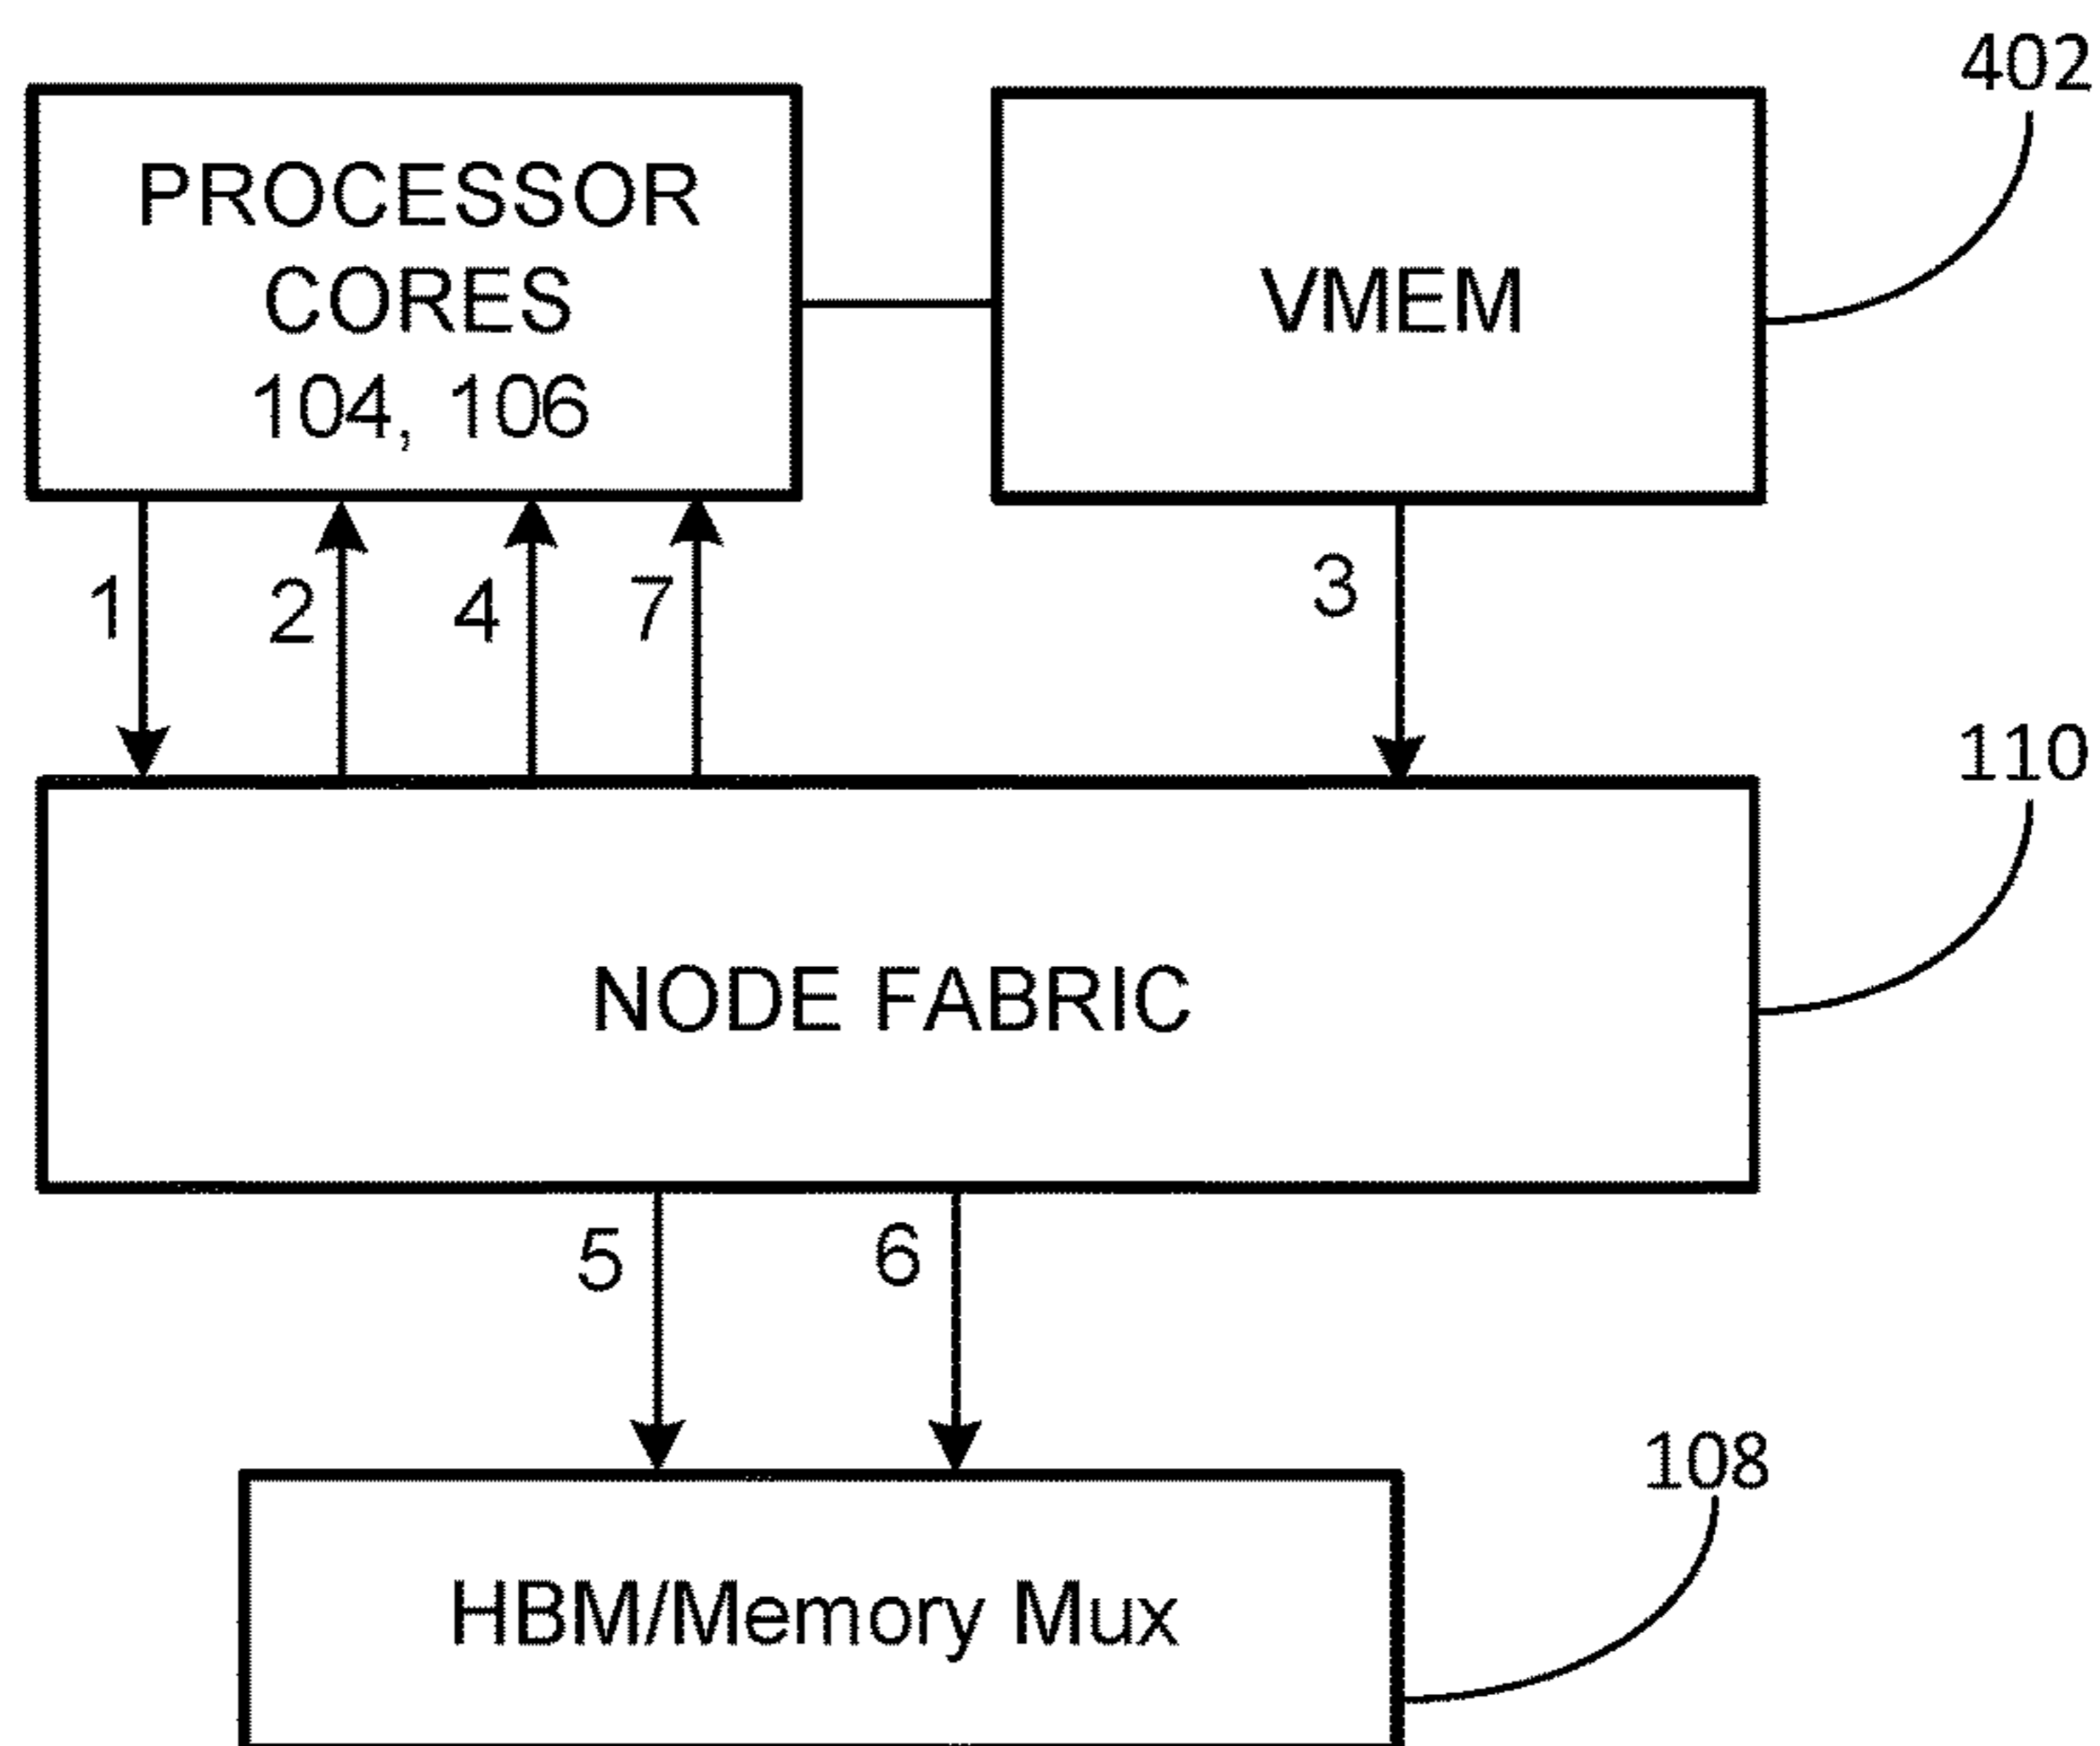 402
PROCESSOR
CORES
104, 106
VMEM
1
2
4
7
3
110
NODE FABRIC
5
6
108
HBM/Memory Mux